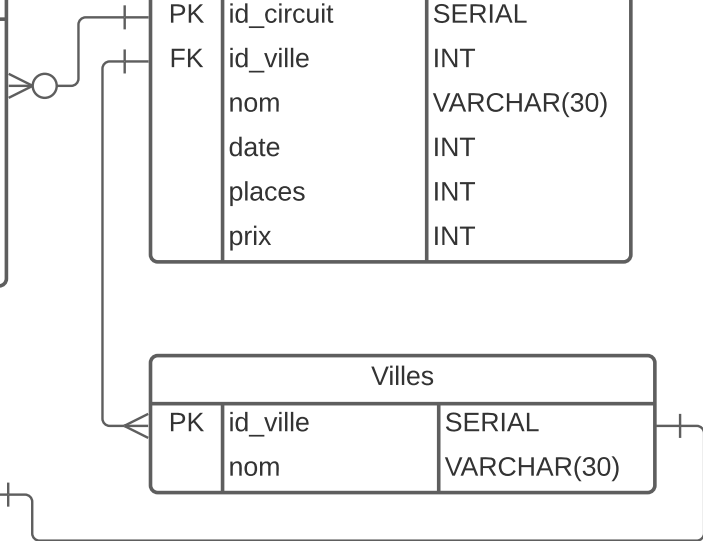 PK id_circuit SERIAL
FK id_ville INT
nom VARCHAR(30)
date INT
places INT
prix INT
Villes
PK id_ville SERIAL
nom VARCHAR(30)